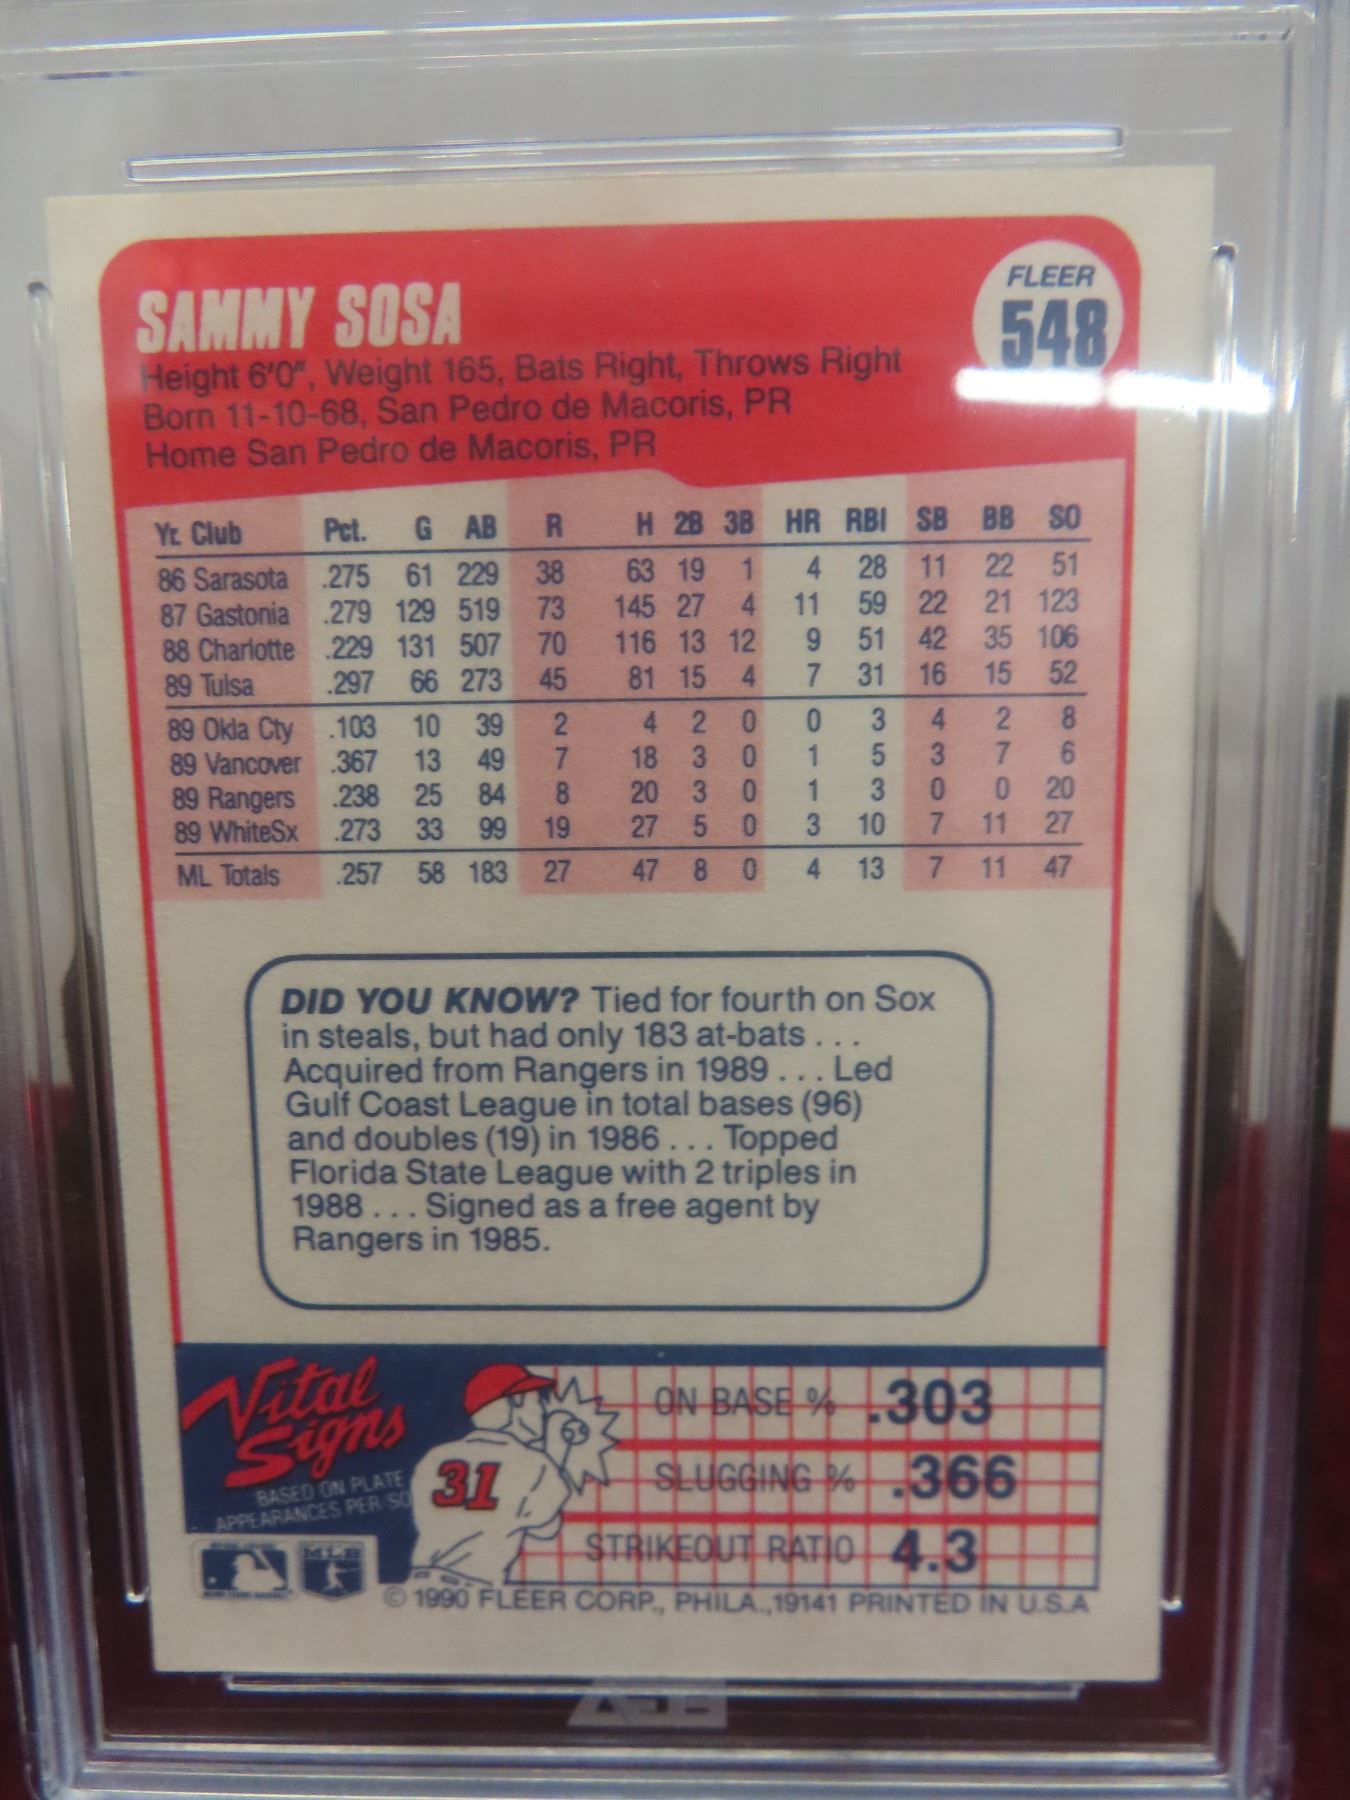 SAMMY SOSA
FLEER
548
Height 6'0", Weight 165, Bats Right, Throws Right
Born 11-10-68, San Pedro de Macoris, PR
Home San Pedro de Macoris, PR
Yr. Club Pct. G AB R H 2B 3B HR RBI SB BB SO
86 Sarasota .275 61 229 38 63 19 1 4 28 11 22 51
87 Gastonia .279 129 519 73 145 27 4 11 59 22 21 123
88 Charlotte .229 131 507 70 116 13 12 9 51 42 35 106
89 Tulsa .297 66 273 45 81 15 4 7 31 16 15 52
89 Okla Cty .103 10 39 2 4 2 0 0 3 4 2 8
89 Vancover .367 13 49 7 18 3 0 1 5 3 7 6
89 Rangers .238 25 84 8 20 3 0 1 3 0 0 20
89 WhiteSx .273 33 99 19 27 5 0 3 10 7 11 27
ML Totals .257 58 183 27 47 8 0 4 13 7 11 47
DID YOU KNOW? Tied for fourth on Sox
in steals, but had only 183 at-bats . . .
Acquired from Rangers in 1989 . . . Led
Gulf Coast League in total bases (96)
and doubles (19) in 1986 . . . Topped
Florida State League with 2 triples in
1988 . . . Signed as a free agent by
Rangers in 1985.
Vital
Signs
BASED ON PLATE
APPEARANCES PER SO
31
ON BASE % .303
SLUGGING % .366
STRIKEOUT RATIO 4.3
© 1990 FLEER CORP., PHILA., 19141 PRINTED IN U.S.A